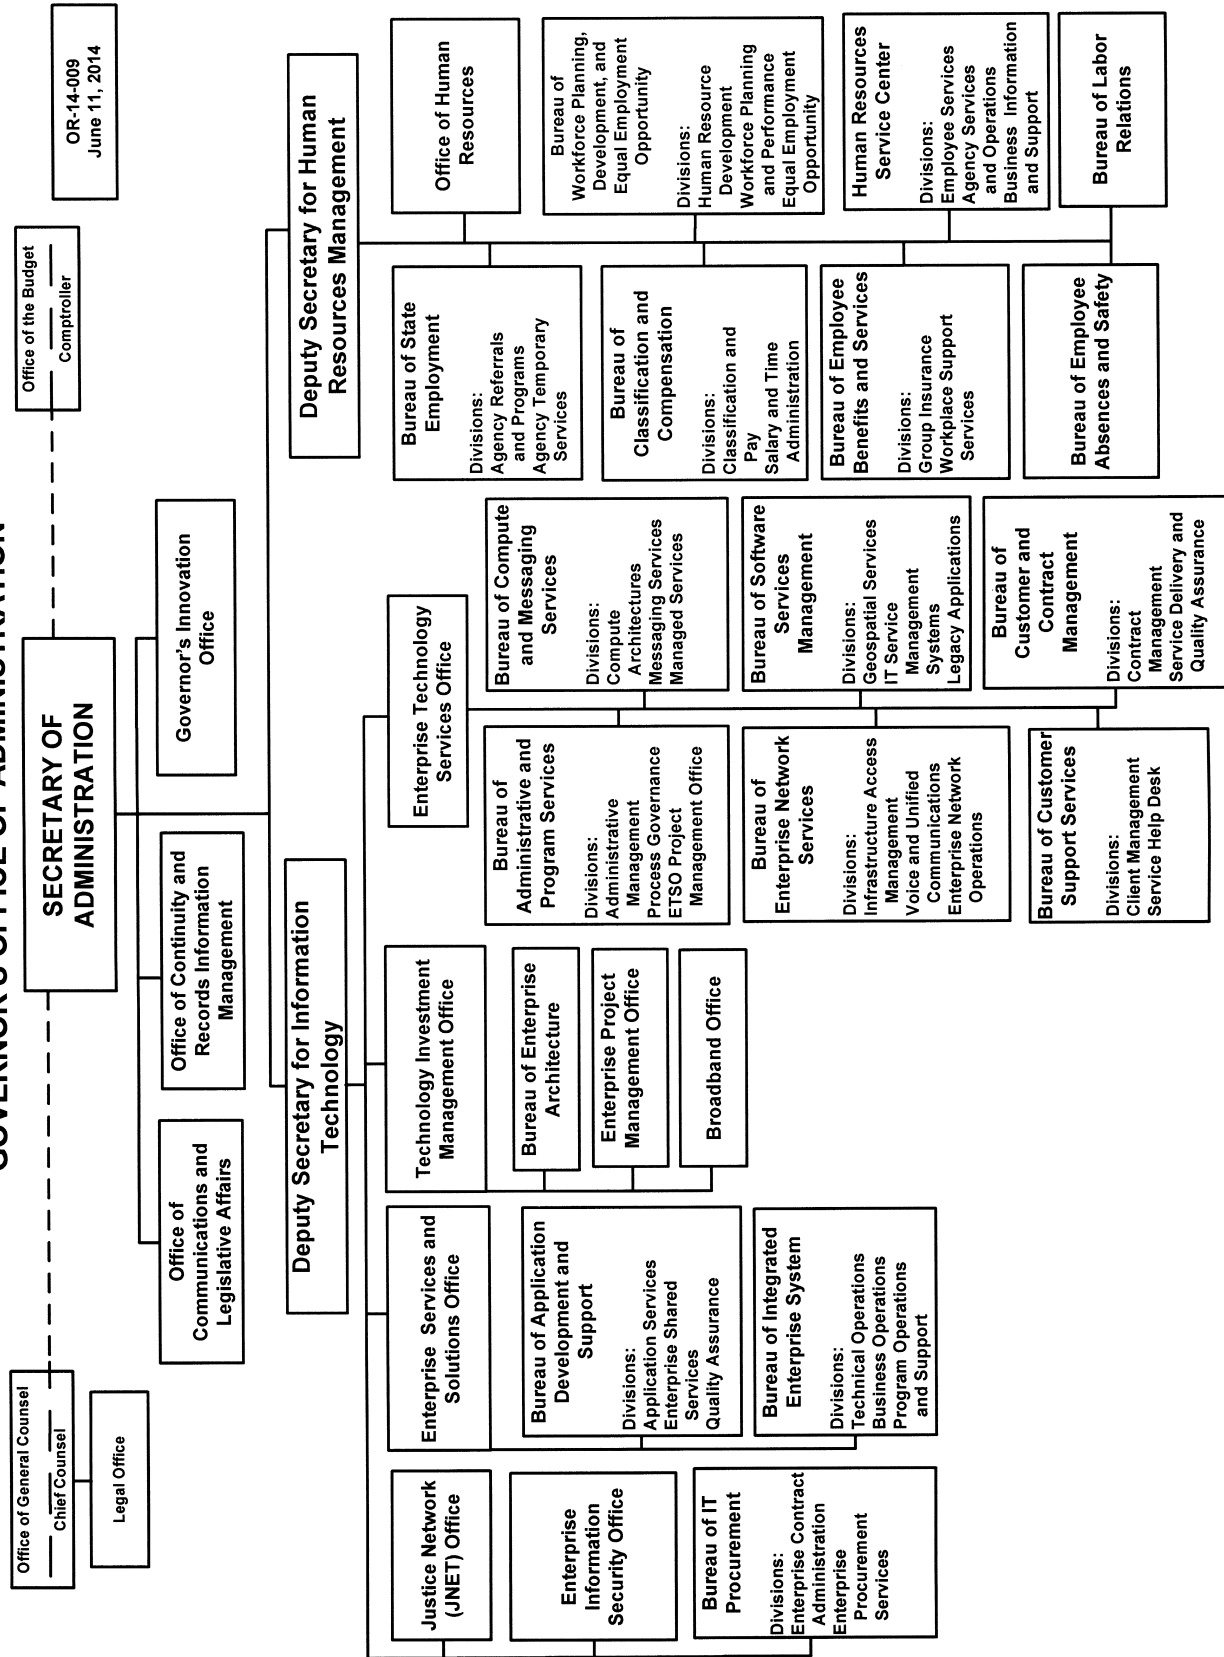 GOVERNOR'S OFFICE OF ADMINISTRATION
Office of General Counsel
Chief Counsel
Legal Office
SECRETARY OF
ADMINISTRATION
Office of the Budget
Comptroller
OR-14-009
June 11, 2014
Office of
Communications and
Legislative Affairs
Office of Continuity and
Records Information
Management
Governor's Innovation
Office
Deputy Secretary for Information
Technology
Deputy Secretary for Human
Resources Management
Justice Network
(JNET) Office
Enterprise
Information
Security Office
Bureau of IT
Procurement
Divisions:
Enterprise Contract
Administration
Enterprise
Procurement
Services
Enterprise Services and
Solutions Office
Bureau of Application
Development and
Support
Divisions:
Application Services
Enterprise Shared
Services
Quality Assurance
Bureau of Integrated
Enterprise System
Divisions:
Technical Operations
Business Operations
Program Operations
and Support
Technology Investment
Management Office
Bureau of Enterprise
Architecture
Enterprise Project
Management Office
Broadband Office
Enterprise Technology
Services Office
Bureau of
Administrative and
Program Services
Divisions:
Administrative
Management
Process Governance
ETSO Project
Management Office
Bureau of
Enterprise Network
Services
Divisions:
Infrastructure Access
Management
Voice and Unified
Communications
Enterprise Network
Operations
Bureau of Customer
Support Services
Divisions:
Client Management
Service Help Desk
Bureau of Compute
and Messaging
Services
Divisions:
Compute
Architectures
Messaging Services
Managed Services
Bureau of Software
Services
Management
Divisions:
Geospatial Services
IT Service
Management
Systems
Legacy Applications
Bureau of
Customer and
Contract
Management
Divisions:
Contract
Management
Service Delivery and
Quality Assurance
Bureau of State
Employment
Divisions:
Agency Referrals
and Programs
Agency Temporary
Services
Bureau of
Classification and
Compensation
Divisions:
Classification and
Pay
Salary and Time
Administration
Bureau of Employee
Benefits and Services
Divisions:
Group Insurance
Workplace Support
Services
Bureau of Employee
Absences and Safety
Office of Human
Resources
Bureau of
Workforce Planning,
Development, and
Equal Employment
Opportunity
Divisions:
Human Resource
Development
Workforce Planning
and Performance
Equal Employment
Opportunity
Human Resources
Service Center
Divisions:
Employee Services
Agency Services
and Operations
Business Information
and Support
Bureau of Labor
Relations